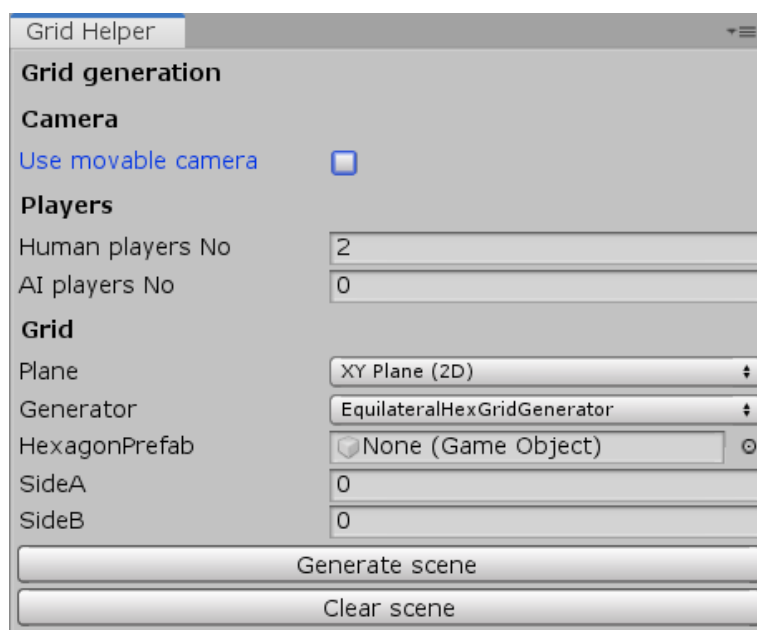 Grid Helper
Grid generation
Camera
Use movable camera
Players
Human players No 2
AI players No 0
Grid
Plane XY Plane (2D)
Generator EquilateralHexGridGenerator
HexagonPrefab None (Game Object)
SideA 0
SideB 0
Generate scene
Clear scene